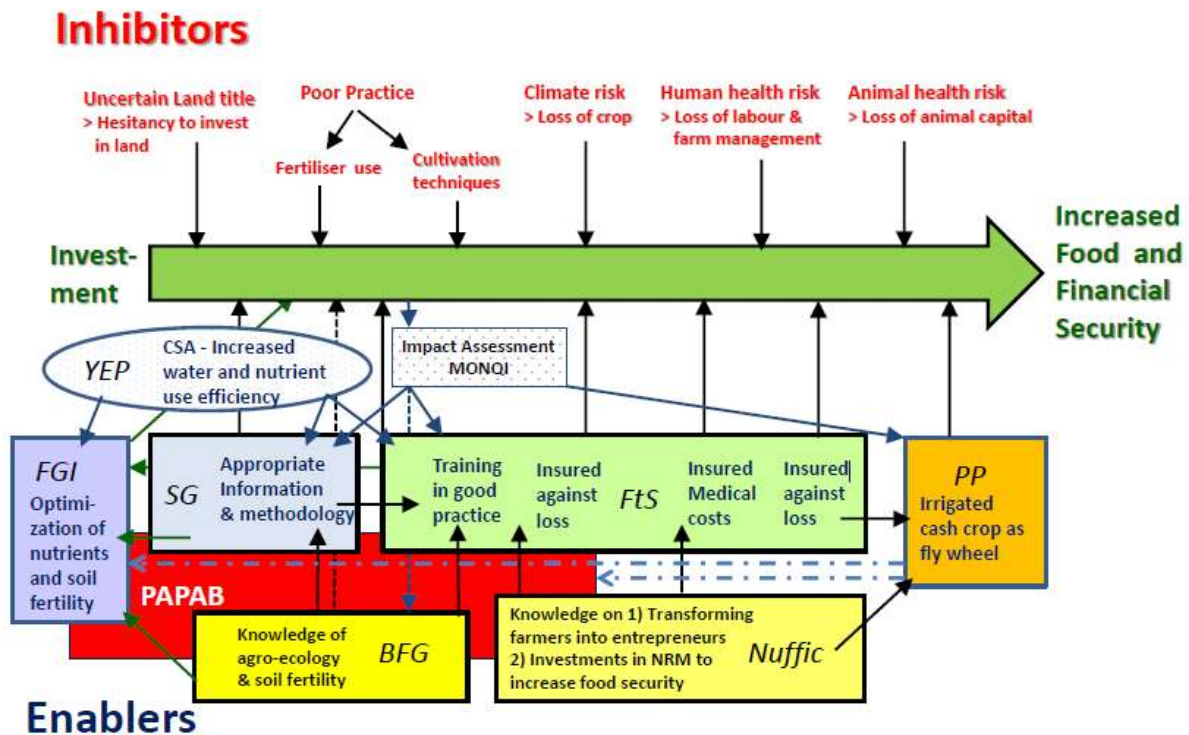 Inhibitors
Uncertain Land title
> Hesitancy to invest
in land
Poor Practice
Fertiliser use
Cultivation
techniques
Climate risk
> Loss of crop
Human health risk
> Loss of labour &
farm management
Animal health risk
> Loss of animal capital
Invest-
ment
Increased
Food and
Financial
Security
YEP
CSA - Increased
water and nutrient
use efficiency
Impact Assessment
MONQI
FGI
Optimi-
zation of
nutrients
and soil
fertility
SG
Appropriate
Information
& methodology
Training
in good
practice
Insured
against
loss
FtS
Insured
Medical
costs
Insured
against
loss
PP
Irrigated
cash crop as
fly wheel
PAPAB
Knowledge of
agro-ecology
& soil fertility
BFG
Knowledge on 1) Transforming
farmers into entrepreneurs
2) Investments in NRM to
increase food security
Nuffic
Enablers